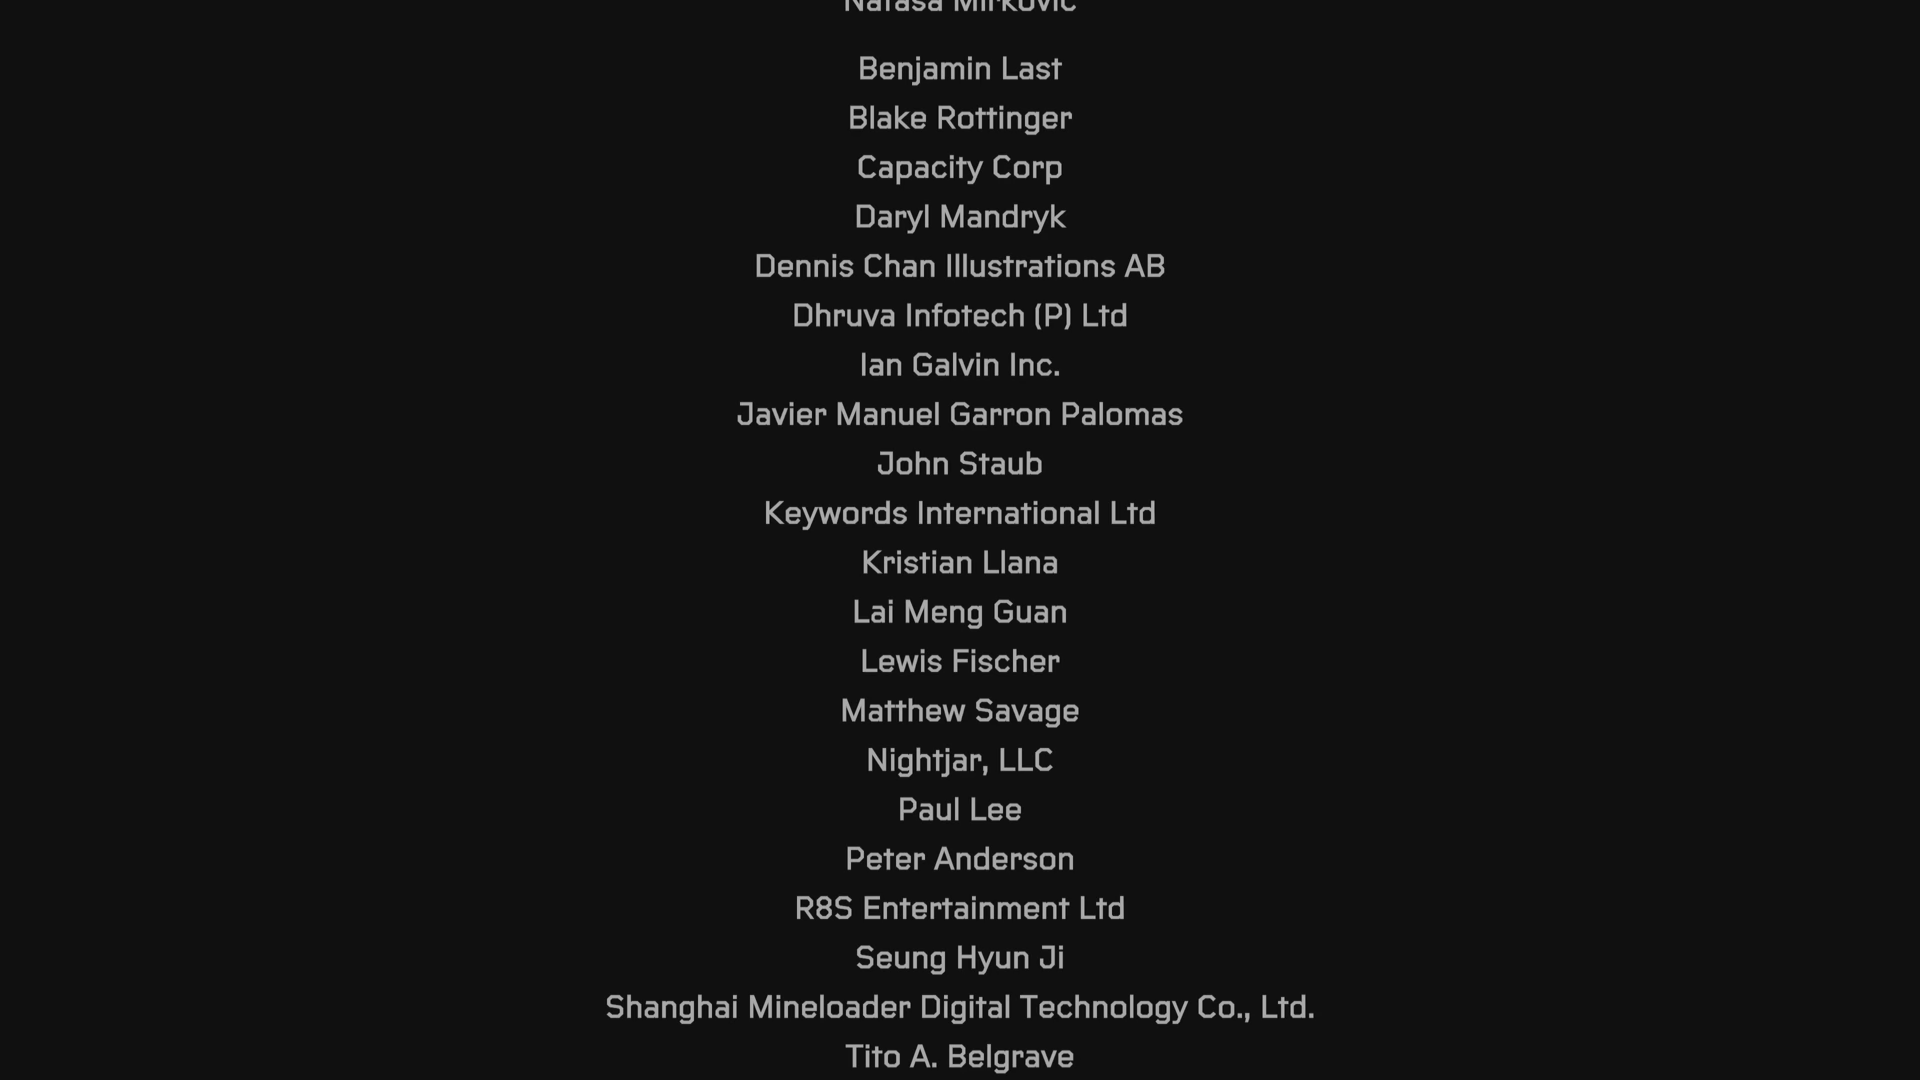 Natasa Mirkovic
Benjamin Last
Blake Rottinger
Capacity Corp
Daryl Mandryk
Dennis Chan Illustrations AB
Dhruva Infotech (P) Ltd
Ian Galvin Inc.
Javier Manuel Garron Palomas
John Staub
Keywords International Ltd
Kristian Llana
Lai Meng Guan
Lewis Fischer
Matthew Savage
Nightjar, LLC
Paul Lee
Peter Anderson
R8S Entertainment Ltd
Seung Hyun Ji
Shanghai Mineloader Digital Technology Co., Ltd.
Tito A. Belgrave